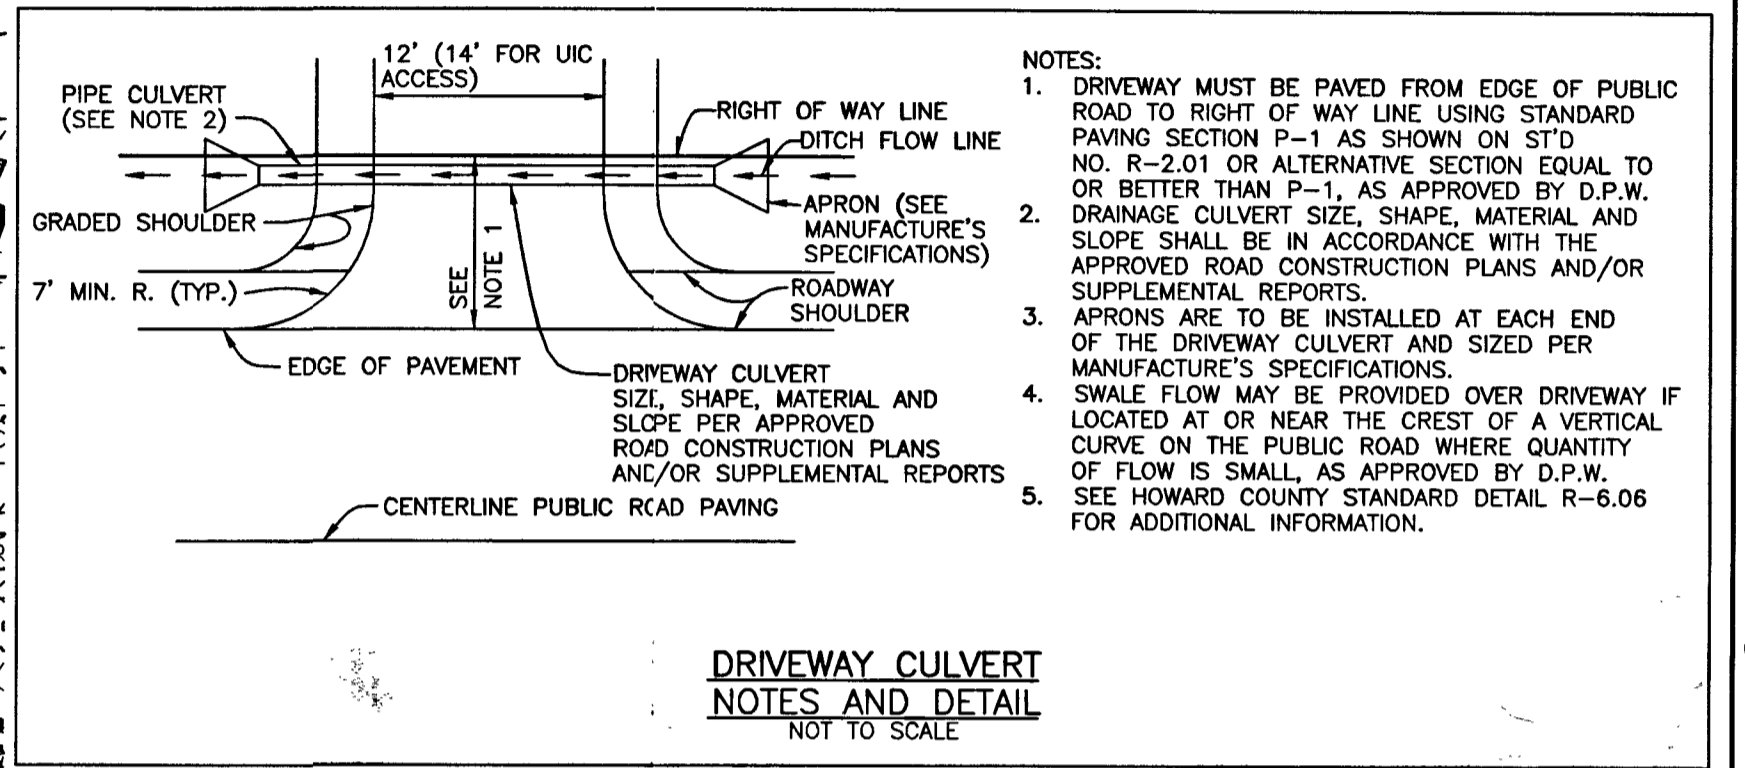 12' (14' FOR UIC
ACCESS)
PIPE CULVERT
(SEE NOTE 2)
RIGHT OF WAY LINE
DITCH FLOW LINE
GRADED SHOULDER
APRON (SEE
MANUFACTURE'S
SPECIFICATIONS)
7' MIN. R. (TYP.)
SEE
NOTE 1
ROADWAY
SHOULDER
EDGE OF PAVEMENT
DRIVEWAY CULVERT
SIZE, SHAPE, MATERIAL AND
SLOPE PER APPROVED
ROAD CONSTRUCTION PLANS
AND/OR SUPPLEMENTAL REPORTS
CENTERLINE PUBLIC ROAD PAVING
NOTES:
1. DRIVEWAY MUST BE PAVED FROM EDGE OF PUBLIC
ROAD TO RIGHT OF WAY LINE USING STANDARD
PAVING SECTION P-1 AS SHOWN ON ST'D
NO. R-2.01 OR ALTERNATIVE SECTION EQUAL TO
OR BETTER THAN P-1, AS APPROVED BY D.P.W.
2. DRAINAGE CULVERT SIZE, SHAPE, MATERIAL AND
SLOPE SHALL BE IN ACCORDANCE WITH THE
APPROVED ROAD CONSTRUCTION PLANS AND/OR
SUPPLEMENTAL REPORTS.
3. APRONS ARE TO BE INSTALLED AT EACH END
OF THE DRIVEWAY CULVERT AND SIZED PER
MANUFACTURE'S SPECIFICATIONS.
4. SWALE FLOW MAY BE PROVIDED OVER DRIVEWAY IF
LOCATED AT OR NEAR THE CREST OF A VERTICAL
CURVE ON THE PUBLIC ROAD WHERE QUANTITY
OF FLOW IS SMALL, AS APPROVED BY D.P.W.
5. SEE HOWARD COUNTY STANDARD DETAIL R-6.06
FOR ADDITIONAL INFORMATION.
DRIVEWAY CULVERT
NOTES AND DETAIL
NOT TO SCALE